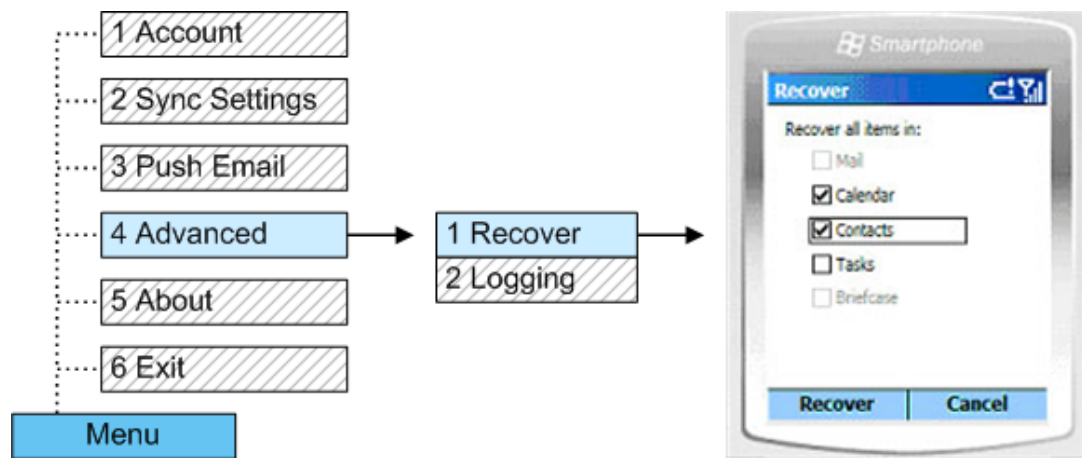 1 Account
2 Sync Settings
3 Push Email
4 Advanced
5 About
6 Exit
Menu
1 Recover
2 Logging
Smartphone
Recover
Recover all items in:
Mail
Calendar
Contacts
Tasks
Briefcase
Recover Cancel